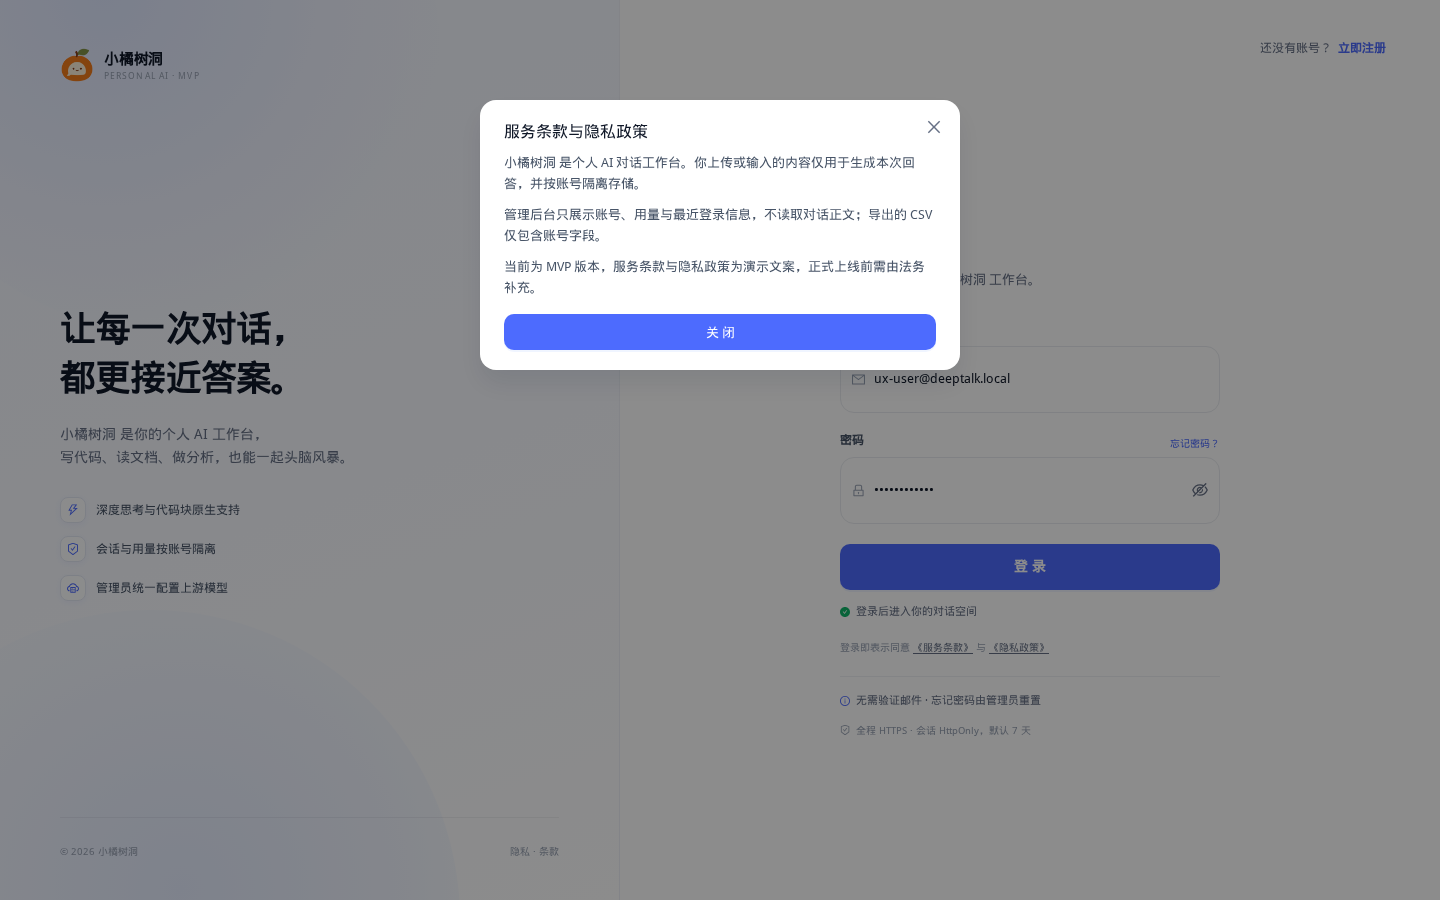 小橘树洞
PERSONAL AI · MVP
还没有账号？ 立即注册
服务条款与隐私政策
小橘树洞 是个人 AI 对话工作台。你上传或输入的内容仅用于生成本次回
答，并按账号隔离存储。
管理后台只展示账号、用量与最近登录信息，不读取对话正文；导出的 CSV
仅包含账号字段。
当前为 MVP 版本，服务条款与隐私政策为演示文案，正式上线前需由法务
补充。
关 闭
树洞 工作台。
让每一次对话，
都更接近答案。
小橘树洞 是你的个人 AI 工作台，
写代码、读文档、做分析，也能一起头脑风暴。
深度思考与代码块原生支持
会话与用量按账号隔离
管理员统一配置上游模型
ux-user@deeptalk.local
密码
忘记密码？
登 录
登录后进入你的对话空间
登录即表示同意 《服务条款》 与 《隐私政策》
无需验证邮件 · 忘记密码由管理员重置
全程 HTTPS · 会话 HttpOnly，默认 7 天
© 2026 小橘树洞
隐私 · 条款